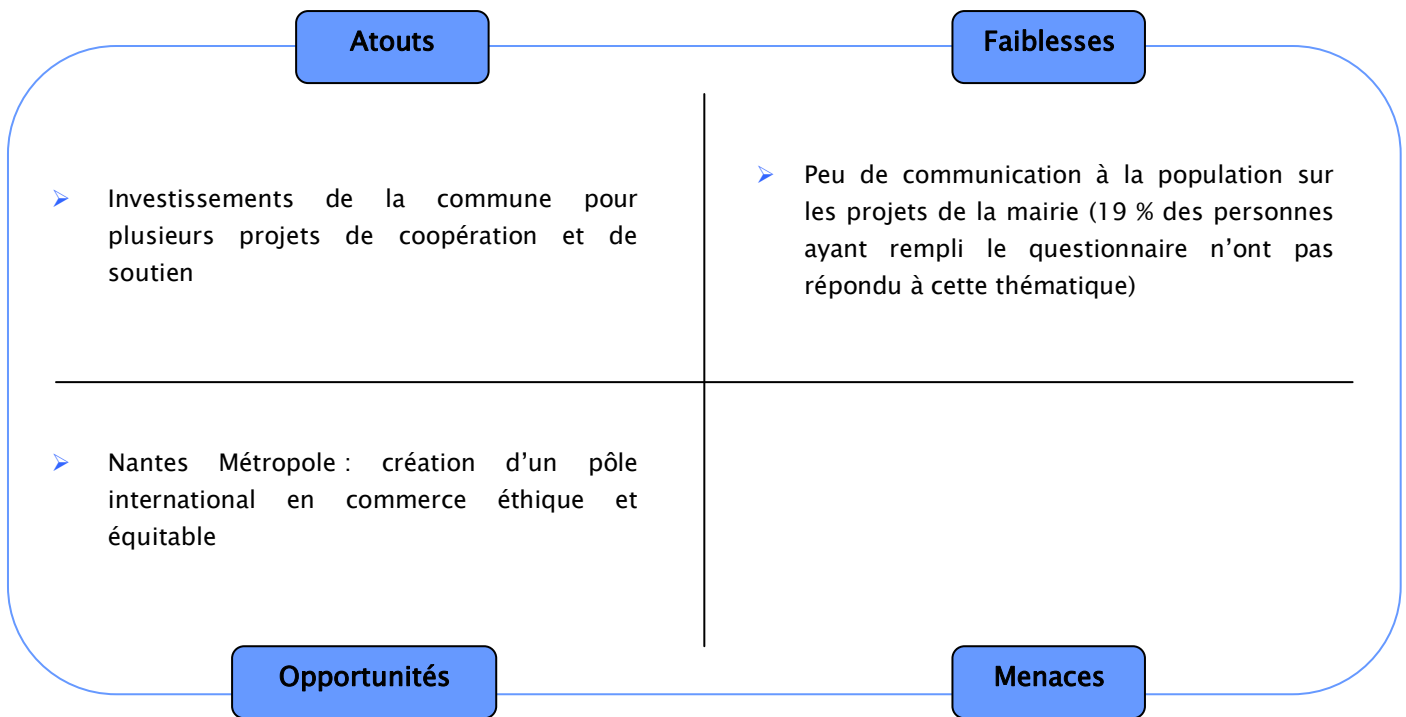 Atouts
Faiblesses
➢ Investissements de la commune pour
plusieurs projets de coopération et de
soutien
➢ Peu de communication à la population sur
les projets de la mairie (19 % des personnes
ayant rempli le questionnaire n’ont pas
répondu à cette thématique)
➢ Nantes Métropole : création d’un pôle
international en commerce éthique et
équitable
Opportunités
Menaces